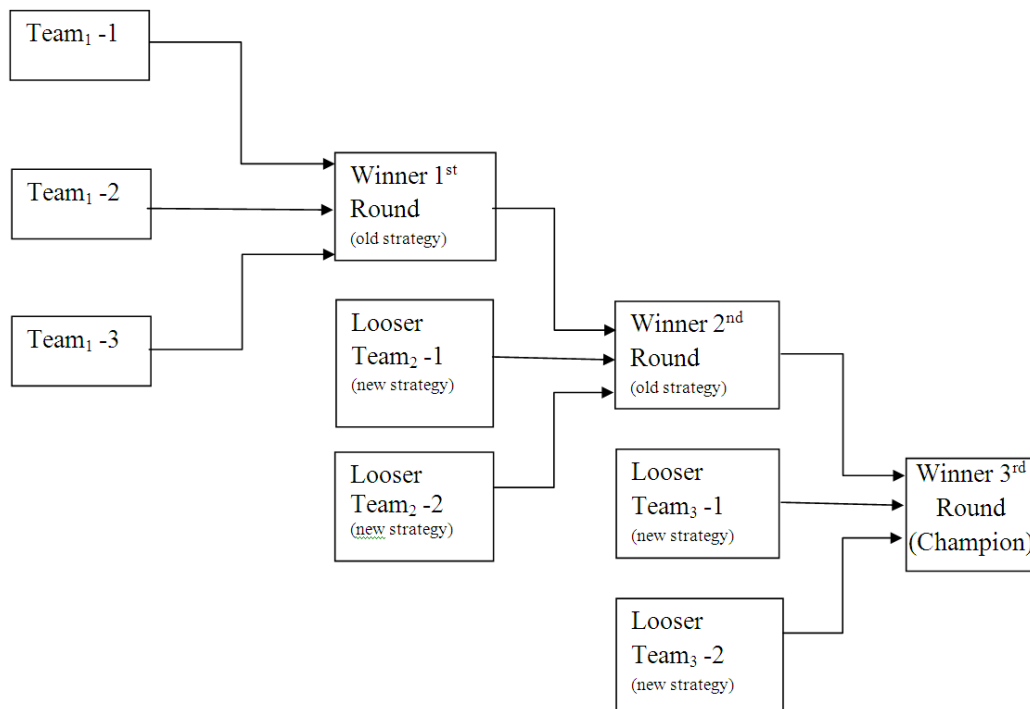 Team₁ -1
Team₁ -2
Team₁ -3
Winner 1ˢᵗ
Round
(old strategy)
Looser
Team₂ -1
(new strategy)
Looser
Team₂ -2
(new strategy)
Winner 2ⁿᵈ
Round
(old strategy)
Looser
Team₃ -1
(new strategy)
Looser
Team₃ -2
(new strategy)
Winner 3ʳᵈ
Round
(Champion)